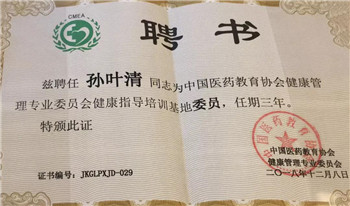 CMEA
聘书
兹聘任 孙叶清 同志为中国医药教育协会健康管
理专业委员会健康指导培训基地委员，任期三年。
特颁此证
中国医药教育协会
健康管理专业委员会
二〇一八年十二月八日
证书编号：JKGLPXJD-029